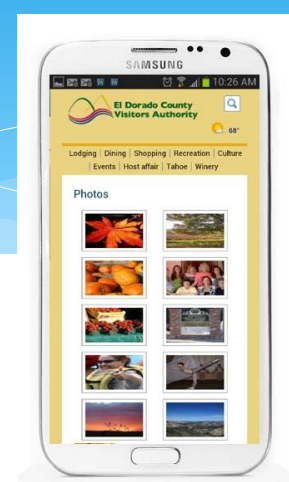 SAMSUNG
10:26 AM
El Dorado County
Visitors Authority
68°
Lodging | Dining | Shopping | Recreation | Culture
| Events | Host affair | Tahoe | Winery
Photos